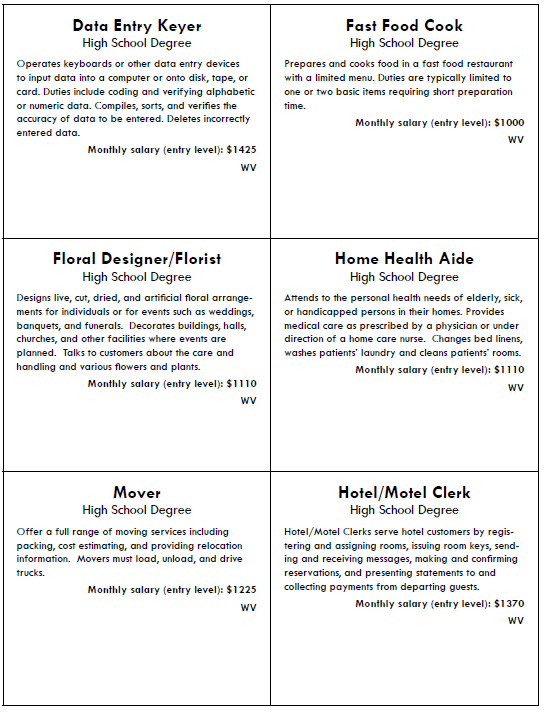 Data Entry Keyer
High School Degree
Operates keyboards or other data entry devices
to input data into a computer or onto disk, tape, or
card. Duties include coding and verifying alphabetic
or numeric data. Compiles, sorts, and verifies the
accuracy of data to be entered. Deletes incorrectly
entered data.
Monthly salary (entry level): $1425
WV
Fast Food Cook
High School Degree
Prepares and cooks food in a fast food restaurant
with a limited menu. Duties are typically limited to
one or two basic items requiring short preparation
time.
Monthly salary (entry level): $1000
WV
Floral Designer/Florist
High School Degree
Designs live, cut, dried, and artificial floral arrange-
ments for individuals or for events such as weddings,
banquets, and funerals.  Decorates buildings, halls,
churches, and other facilities where events are
planned.  Talks to customers about the care and
handling and various flowers and plants.
Monthly salary (entry level): $1110
WV
Home Health Aide
High School Degree
Attends to the personal health needs of elderly, sick,
or handicapped persons in their homes. Provides
medical care as prescribed by a physician or under
direction of a home care nurse.  Changes bed linens,
washes patients' laundry and cleans patients' rooms.
Monthly salary (entry level): $1110
WV
Mover
High School Degree
Offer a full range of moving services including
packing, cost estimating, and providing relocation
information.  Movers must load, unload, and drive
trucks.
Monthly salary (entry level): $1225
WV
Hotel/Motel Clerk
High School Degree
Hotel/Motel Clerks serve hotel customers by regis-
tering and assigning rooms, issuing room keys, send-
ing and receiving messages, making and confirming
reservations, and presenting statements to and
collecting payments from departing guests.
Monthly salary (entry level): $1370
WV